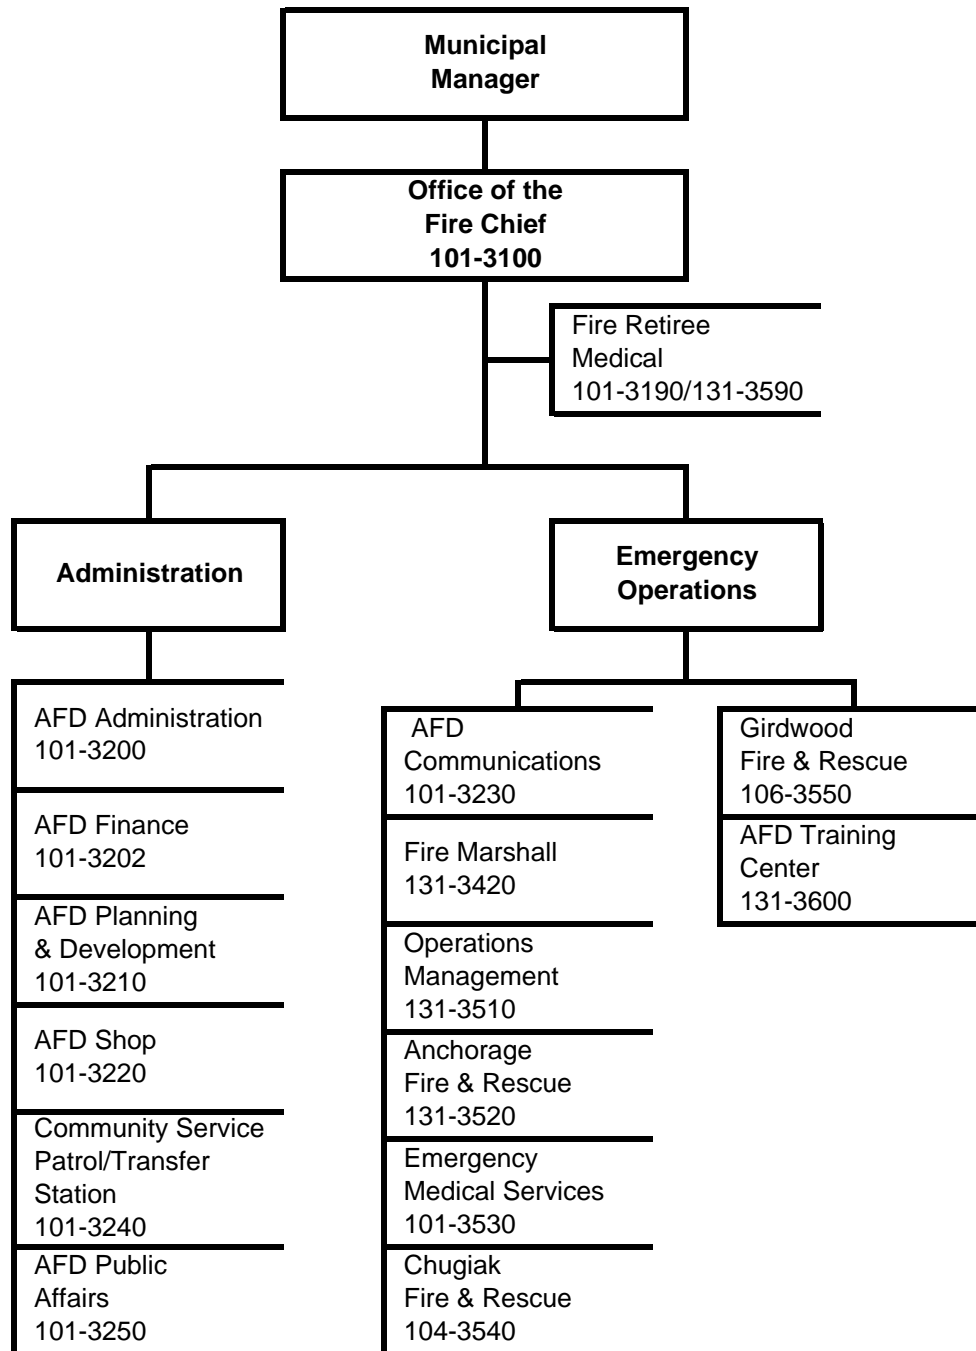 Municipal
Manager
Office of the
Fire Chief
101-3100
Fire Retiree
Medical
101-3190/131-3590
Administration
Emergency
Operations
AFD Administration
101-3200
AFD Finance
101-3202
AFD Planning
& Development
101-3210
AFD Shop
101-3220
Community Service
Patrol/Transfer
Station
101-3240
AFD Public
Affairs
101-3250
AFD
Communications
101-3230
Fire Marshall
131-3420
Operations
Management
131-3510
Anchorage
Fire & Rescue
131-3520
Emergency
Medical Services
101-3530
Chugiak
Fire & Rescue
104-3540
Girdwood
Fire & Rescue
106-3550
AFD Training
Center
131-3600